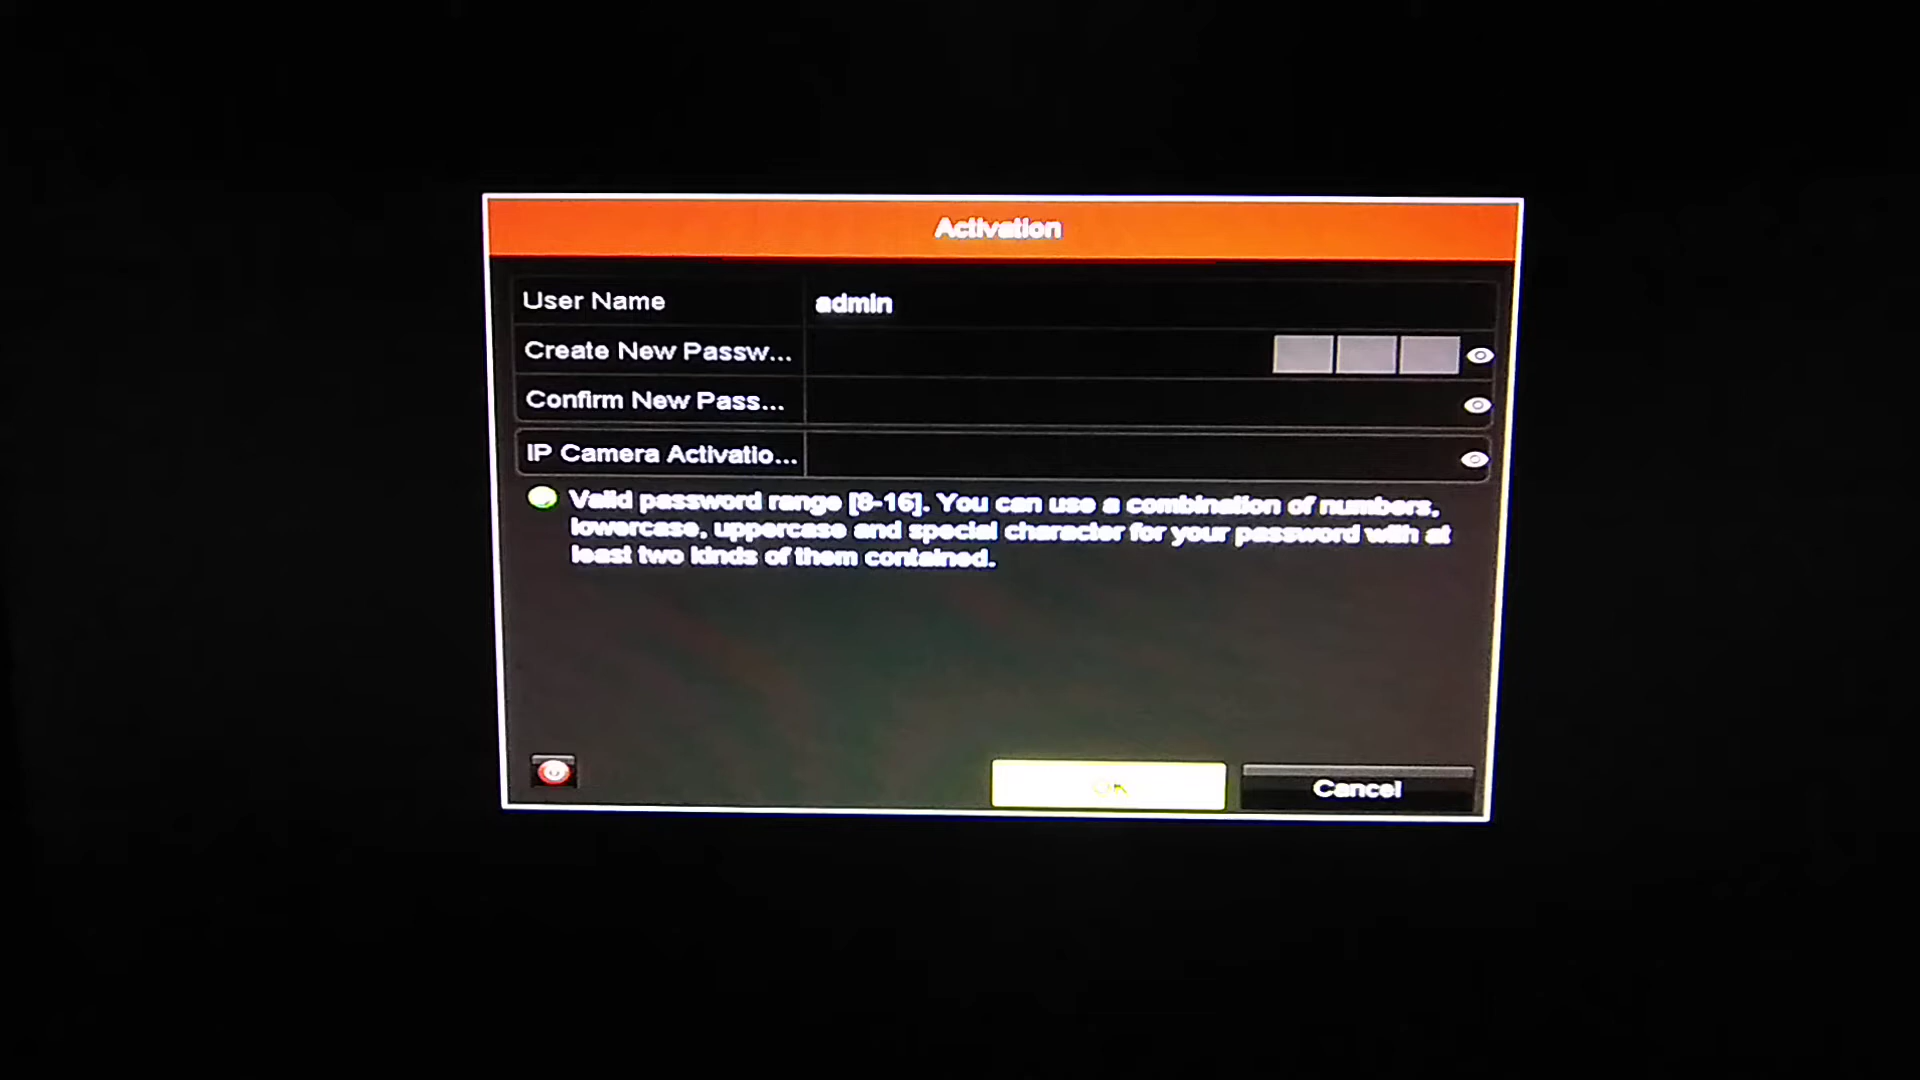 Activation
User Name admin
Create New Passw...
Confirm New Pass...
IP Camera Activatio...
Valid password range [8-16]. You can use a combination of numbers,
lowercase, uppercase and special character for your password with at
least two kinds of them contained.
OK Cancel